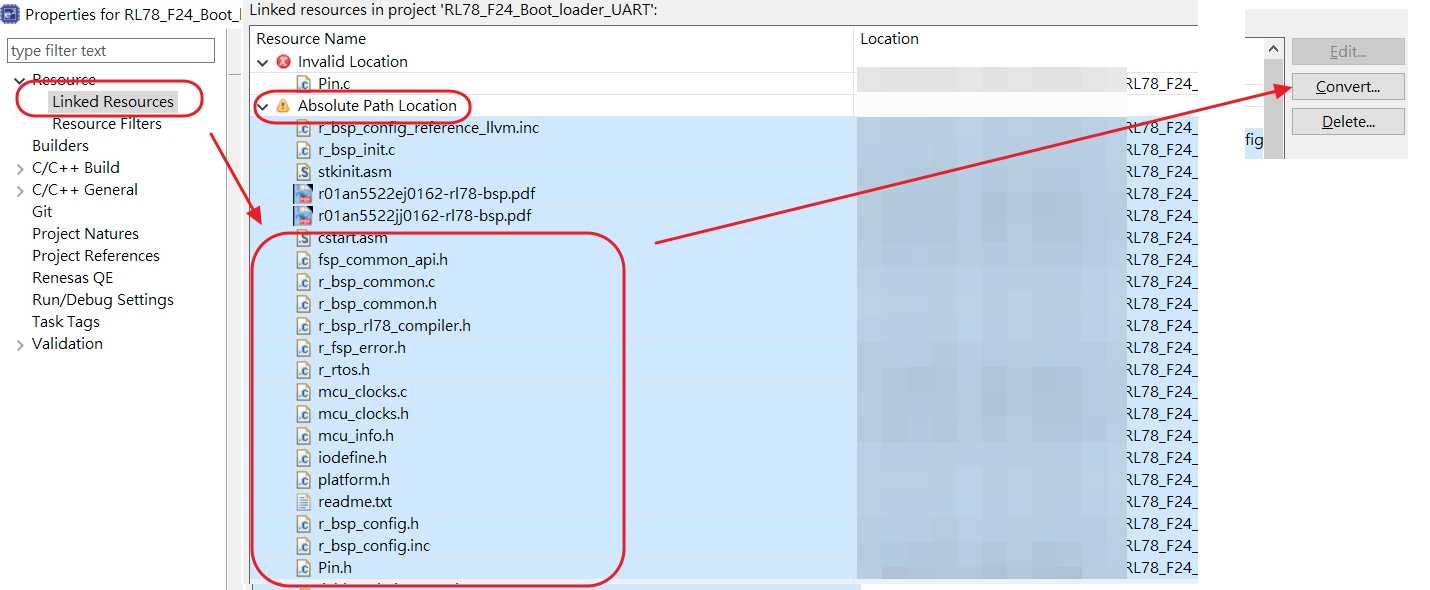 Properties for RL78_F24_Boot_l
type filter text
Resource
Linked Resources
Resource Filters
Builders
C/C++ Build
C/C++ General
Git
Project Natures
Project References
Renesas QE
Run/Debug Settings
Task Tags
Validation
Linked resources in project 'RL78_F24_Boot_loader_UART':
Resource Name Location
Invalid Location
Pin.c RL78_F24_
Absolute Path Location
r_bsp_config_reference_llvm.inc RL78_F24_
r_bsp_init.c RL78_F24_
stkinit.asm RL78_F24_
r01an5522ej0162-rl78-bsp.pdf RL78_F24_
r01an5522jj0162-rl78-bsp.pdf RL78_F24_
cstart.asm RL78_F24_
fsp_common_api.h RL78_F24_
r_bsp_common.c RL78_F24_
r_bsp_common.h RL78_F24_
r_bsp_rl78_compiler.h RL78_F24_
r_fsp_error.h RL78_F24_
r_rtos.h RL78_F24_
mcu_clocks.c RL78_F24_
mcu_clocks.h RL78_F24_
mcu_info.h RL78_F24_
iodefine.h RL78_F24_
platform.h RL78_F24_
readme.txt RL78_F24_
r_bsp_config.h RL78_F24_
r_bsp_config.inc RL78_F24_
Pin.h RL78_F24_
Edit...
Convert...
Delete...
fig